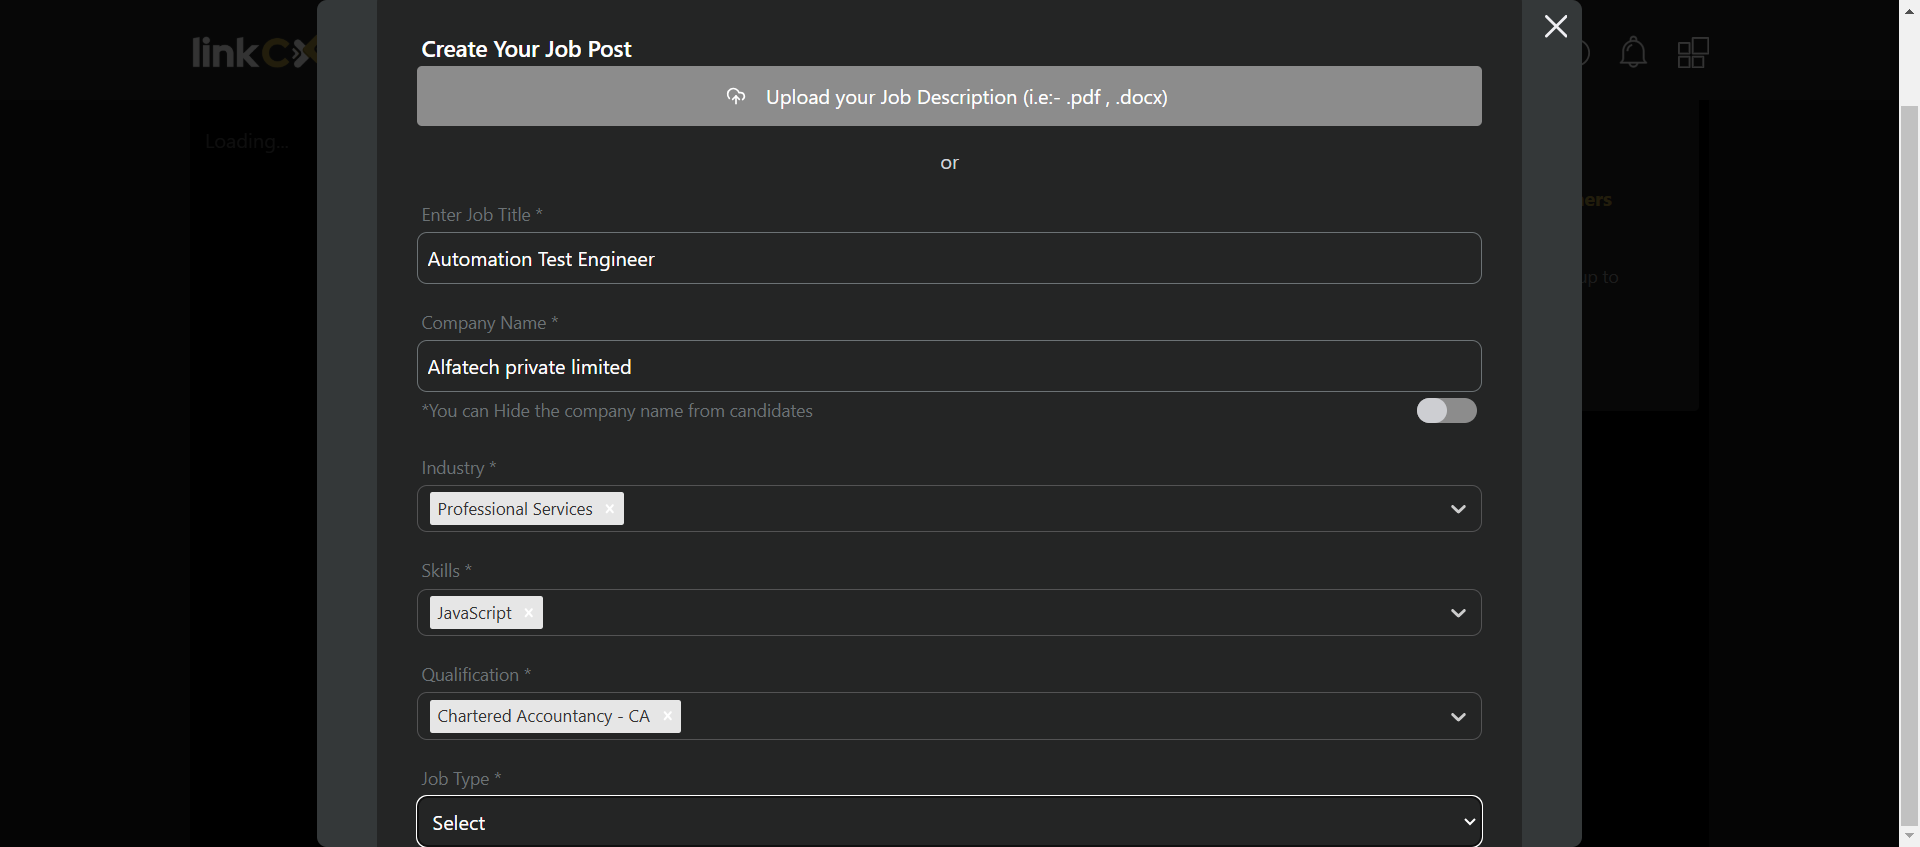 linkCX
Create Your Job Post
Upload your Job Description (i.e:- .pdf , .docx)
Loading...
or
ers
Enter Job Title *
Automation Test Engineer
up to
Company Name *
Alfatech private limited
*You can Hide the company name from candidates
Industry *
Professional Services ×
Skills *
JavaScript ×
Qualification *
Chartered Accountancy - CA ×
Job Type *
Select